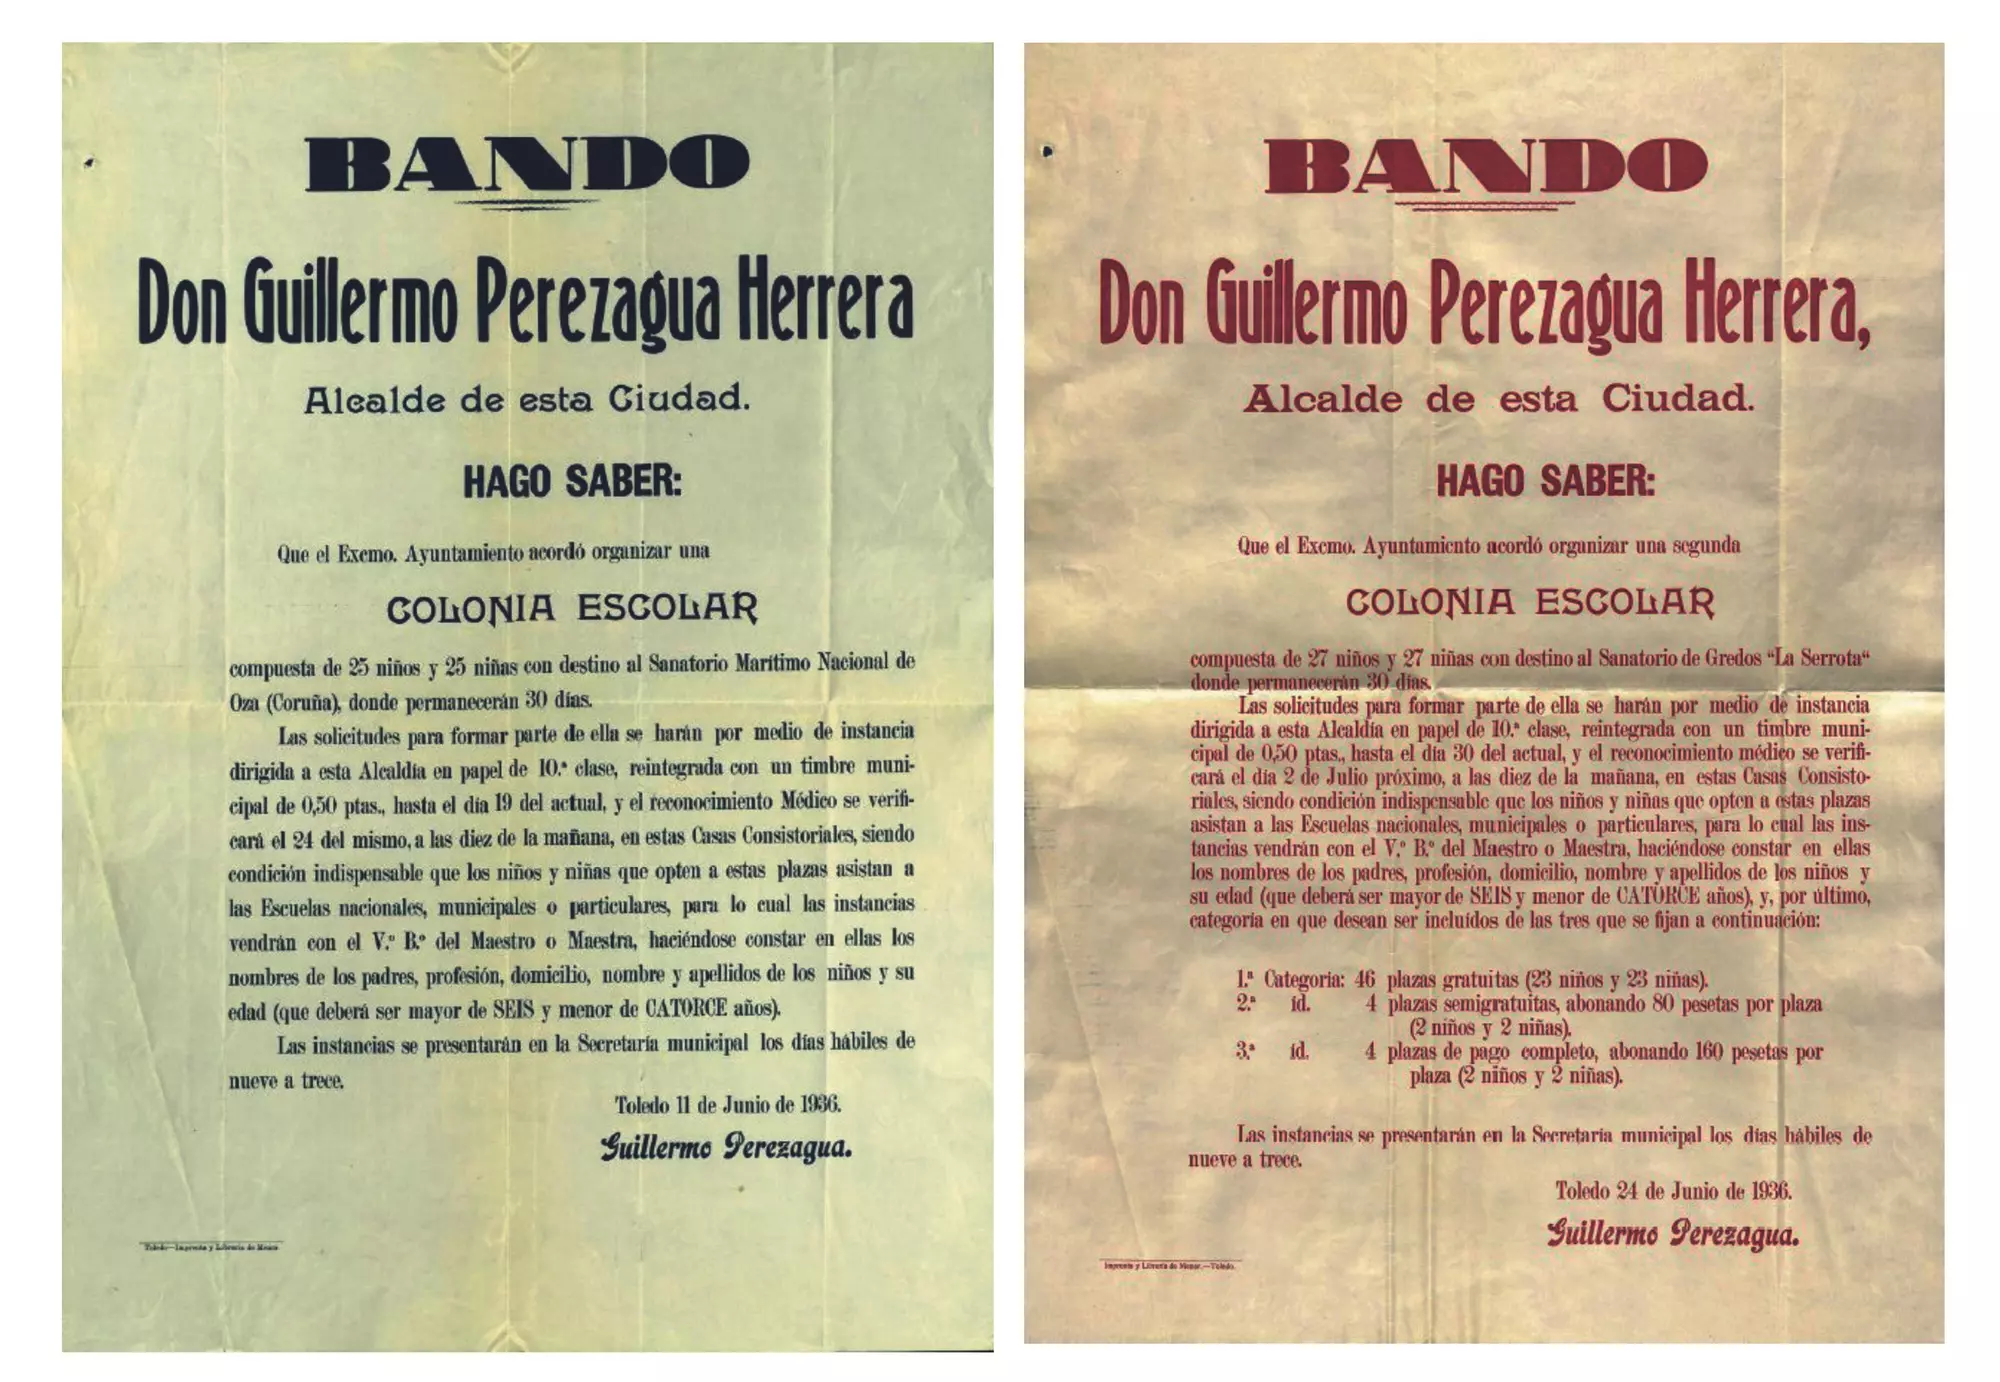 BANDO
Don Guillermo Perezagua Herrera
Alcalde de esta Ciudad.
HAGO SABER:
Que el Excmo. Ayuntamiento acordó organizar una
COLONIA ESCOLAR
compuesta de 25 niños y 25 niñas con destino al Sanatorio Marítimo Nacional de
Oza (Coruña), donde permanecerán 30 días.
Las solicitudes para formar parte de ella se harán por medio de instancia
dirigida a esta Alcaldía en papel de 10.ª clase, reintegrada con un timbre muni-
cipal de 0,50 ptas., hasta el día 19 del actual, y el reconocimiento Médico se verifi-
cará el 24 del mismo, a las diez de la mañana, en estas Casas Consistoriales, siendo
condición indispensable que los niños y niñas que opten a estas plazas asistan a
las Escuelas nacionales, municipales o particulares, para lo cual las instancias
vendrán con el V.º B.º del Maestro o Maestra, haciéndose constar en ellas los
nombres de los padres, profesión, domicilio, nombre y apellidos de los niños y su
edad (que deberá ser mayor de SEIS y menor de CATORCE años).
Las instancias se presentarán en la Secretaría municipal los días hábiles de
nueve a trece.
Toledo 11 de Junio de 1936.
Guillermo Perezagua.
Toledo—Imprenta y Librería de Menor
BANDO
Don Guillermo Perezagua Herrera,
Alcalde de esta Ciudad.
HAGO SABER:
Que el Excmo. Ayuntamiento acordó organizar una segunda
COLONIA ESCOLAR
compuesta de 27 niños y 27 niñas con destino al Sanatorio de Gredos "La Serrota"
donde permanecerán 30 días.
Las solicitudes para formar parte de ella se harán por medio de instancia
dirigida a esta Alcaldía en papel de 10.ª clase, reintegrada con un timbre muni-
cipal de 0,50 ptas., hasta el día 30 del actual, y el reconocimiento médico se verifi-
cará el día 2 de Julio próximo, a las diez de la mañana, en estas Casas Consisto-
riales, siendo condición indispensable que los niños y niñas que opten a estas plazas
asistan a las Escuelas nacionales, municipales o particulares, para lo cual las ins-
tancias vendrán con el V.º B.º del Maestro o Maestra, haciéndose constar en ellas
los nombres de los padres, profesión, domicilio, nombre y apellidos de los niños y
su edad (que deberá ser mayor de SEIS y menor de CATORCE años), y, por último,
categoría en que desean ser incluídos de las tres que se fijan a continuación:
1.ª Categoría: 46 plazas gratuitas (23 niños y 23 niñas).
2.ª íd. 4 plazas semigratuitas, abonando 80 pesetas por plaza
(2 niños y 2 niñas).
3.ª íd. 4 plazas de pago completo, abonando 160 pesetas por
plaza (2 niños y 2 niñas).
Las instancias se presentarán en la Secretaría municipal los días hábiles de
nueve a trece.
Toledo 24 de Junio de 1936.
Guillermo Perezagua.
Imprenta y Librería de Menor.—Toledo.